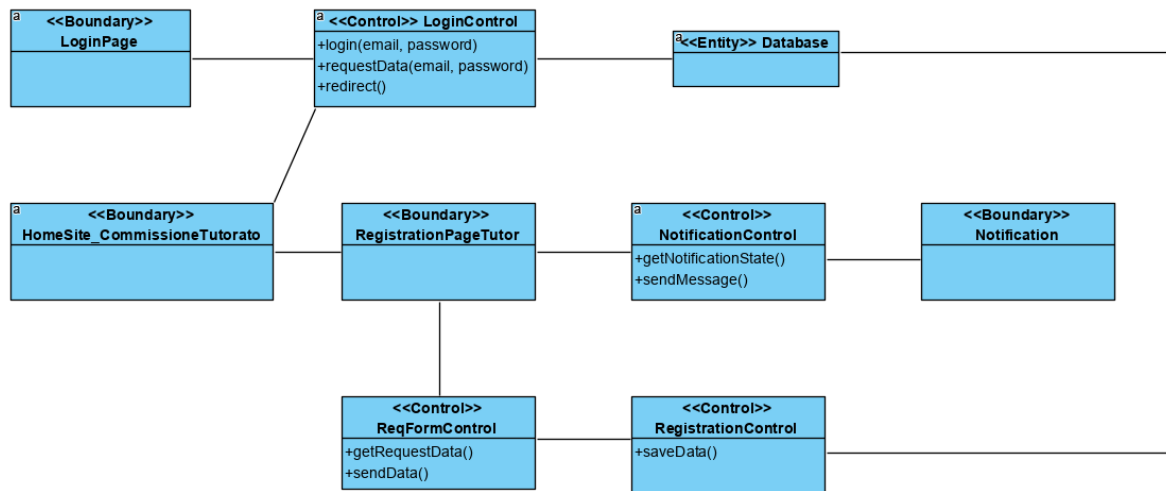 a
<<Boundary>>
LoginPage
a
<<Control>> LoginControl
+login(email, password)
+requestData(email, password)
+redirect()
a
<<Entity>> Database
a
<<Boundary>>
HomeSite_CommissioneTutorato
<<Boundary>>
RegistrationPageTutor
a
<<Control>>
NotificationControl
+getNotificationState()
+sendMessage()
<<Boundary>>
Notification
<<Control>>
ReqFormControl
+getRequestData()
+sendData()
<<Control>>
RegistrationControl
+saveData()